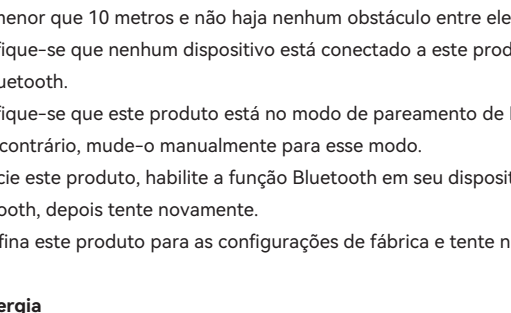 menor que 10 metros e não haja nenhum obstáculo entre ele
fique-se que nenhum dispositivo está conectado a este prod
uetooth.
fique-se que este produto está no modo de pareamento de
contrário, mude-o manualmente para esse modo.
cie este produto, habilite a função Bluetooth em seu disposit
ooth, depois tente novamente.
fina este produto para as configurações de fábrica e tente n
ergia